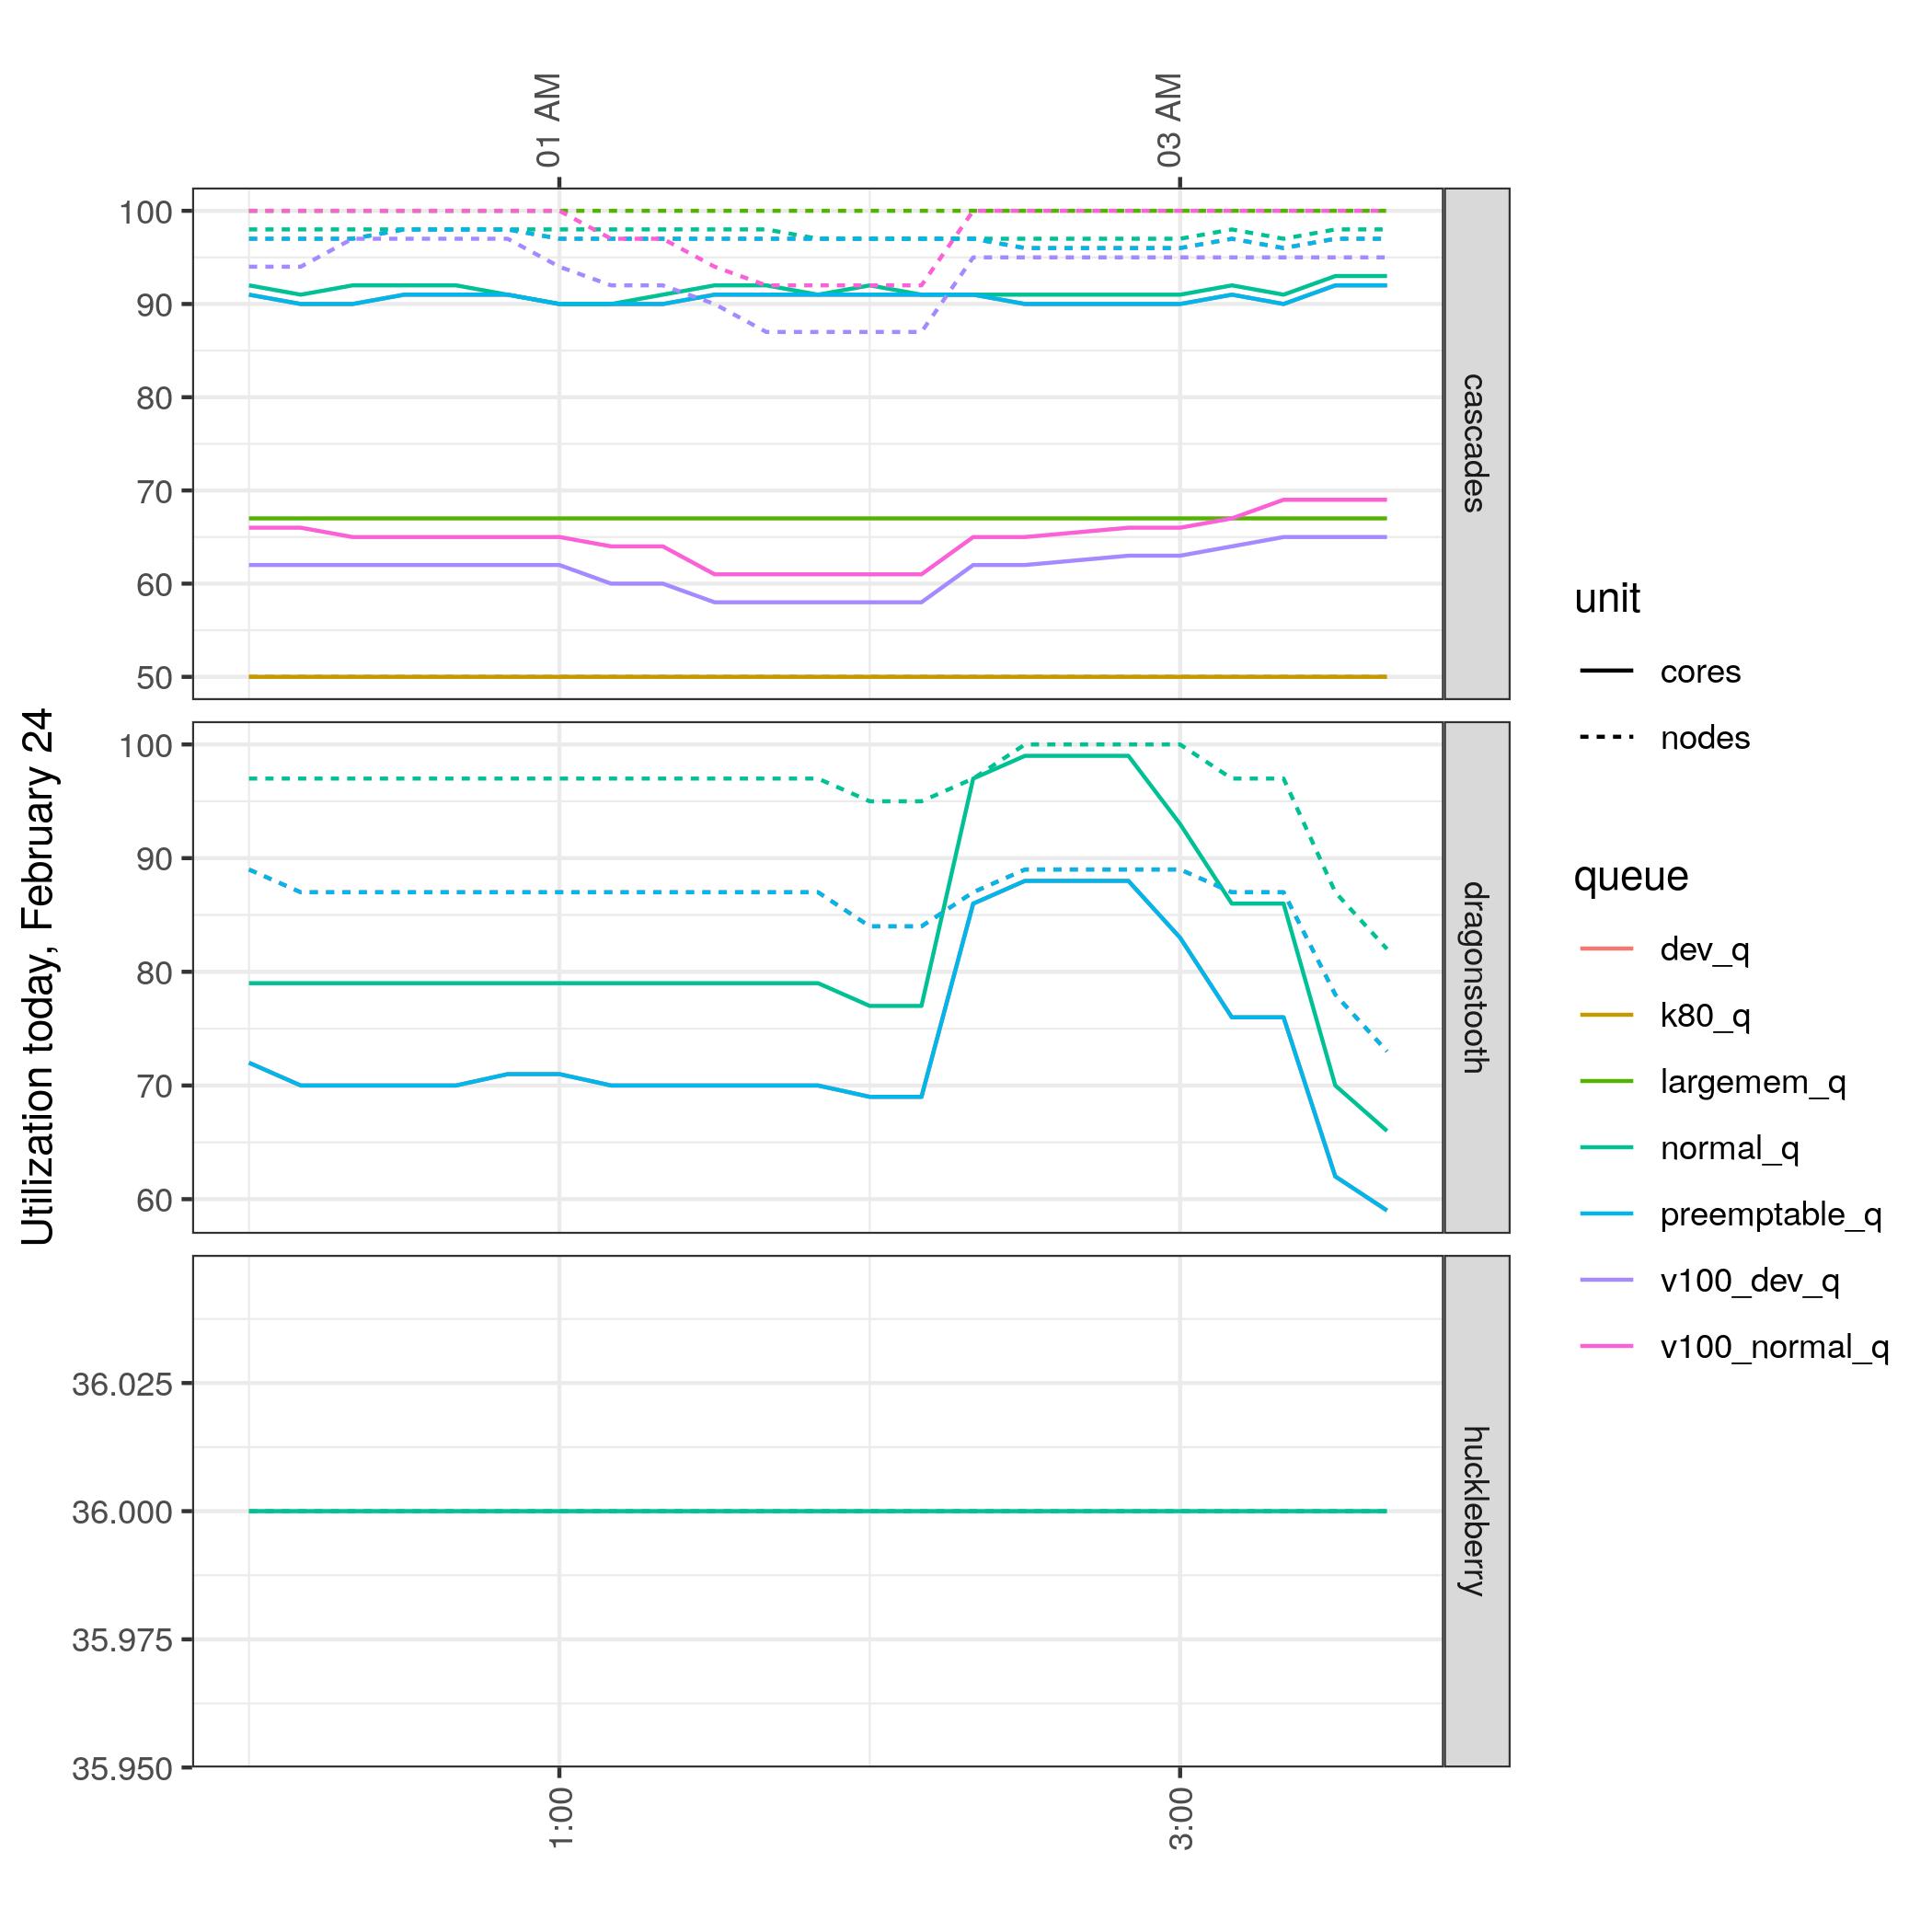 01 AM
03 AM
100
90
80
70
60
50
cascades
100
90
80
70
60
dragonstooth
36.025
36.000
35.975
35.950
huckleberry
1:00
3:00
Utilization today, February 24
unit
cores
nodes
queue
dev_q
k80_q
largemem_q
normal_q
preemptable_q
v100_dev_q
v100_normal_q